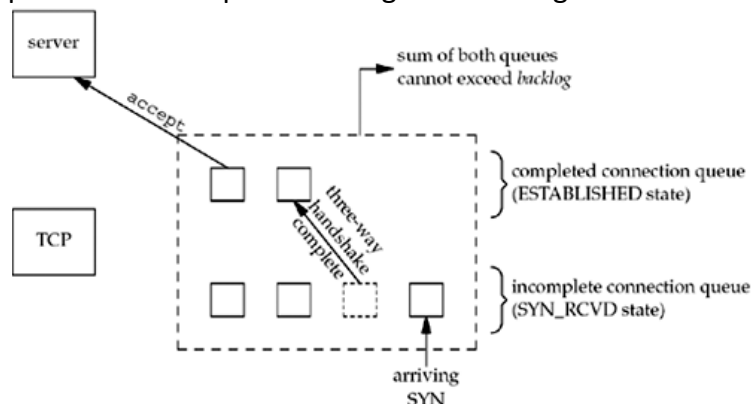 server
sum of both queues
cannot exceed backlog
accept
completed connection queue
(ESTABLISHED state)
three-way
handshake
complete
TCP
incomplete connection queue
(SYN_RCVD state)
arriving
SYN